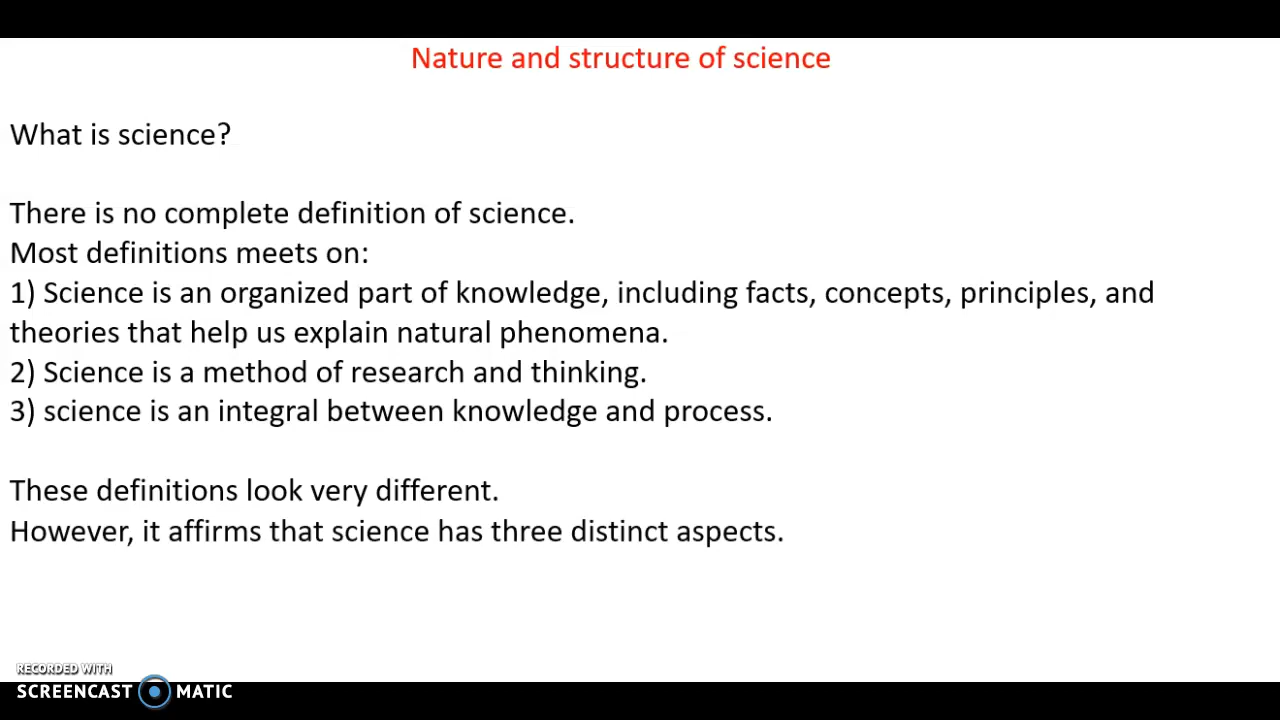 Nature and structure of science
What is science?
There is no complete definition of science.
Most definitions meets on:
1) Science is an organized part of knowledge, including facts, concepts, principles, and
theories that help us explain natural phenomena.
2) Science is a method of research and thinking.
3) science is an integral between knowledge and process.
These definitions look very different.
However, it affirms that science has three distinct aspects.
RECORDED WITH
SCREENCAST MATIC